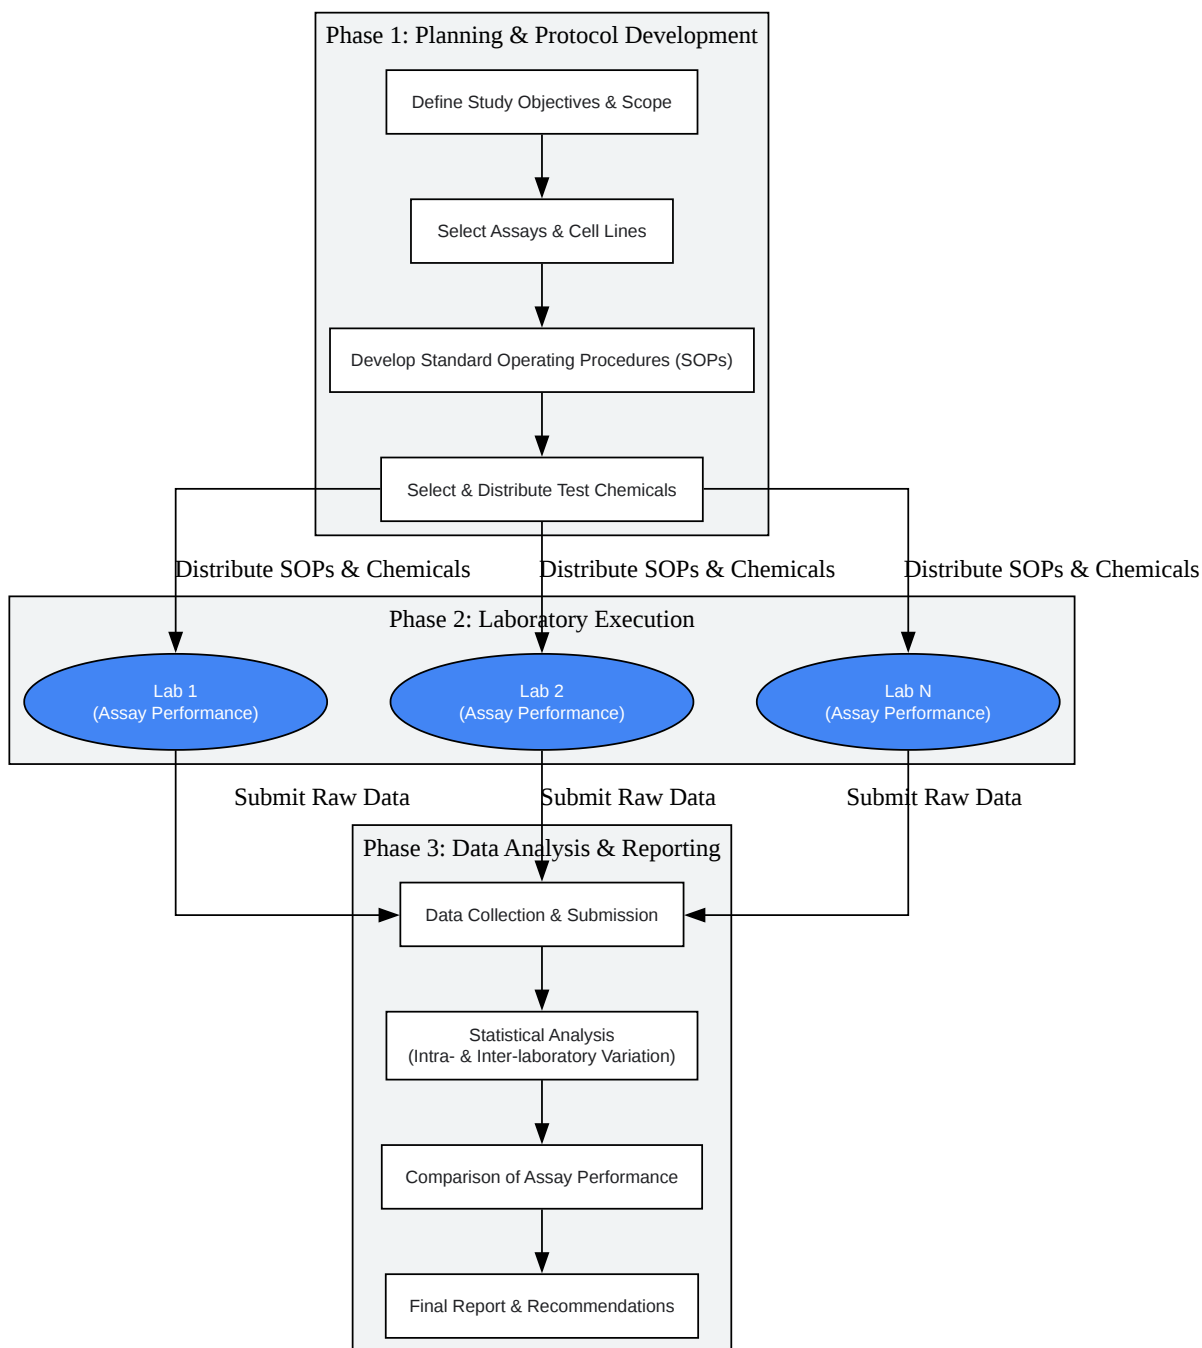 Phase 1: Planning & Protocol Development
Define Study Objectives & Scope
Select Assays & Cell Lines
Develop Standard Operating Procedures (SOPs)
Select & Distribute Test Chemicals
Distribute SOPs & Chemicals
Distribute SOPs & Chemicals
Distribute SOPs & Chemicals
Phase 2: Laboratory Execution
Lab 1
(Assay Performance)
Lab 2
(Assay Performance)
Lab N
(Assay Performance)
Submit Raw Data
Submit Raw Data
Submit Raw Data
Phase 3: Data Analysis & Reporting
Data Collection & Submission
Statistical Analysis
(Intra- & Inter-laboratory Variation)
Comparison of Assay Performance
Final Report & Recommendations